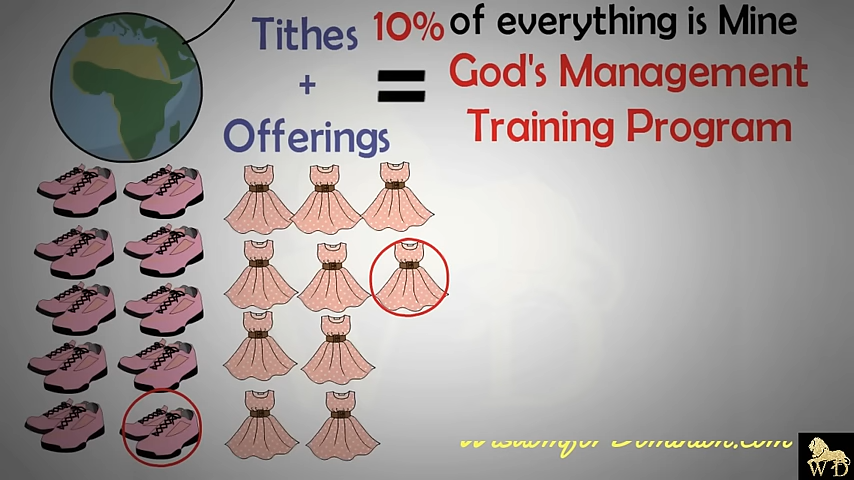 Tithes
+
Offerings
=
10% of everything is Mine
God's Management
Training Program
WD